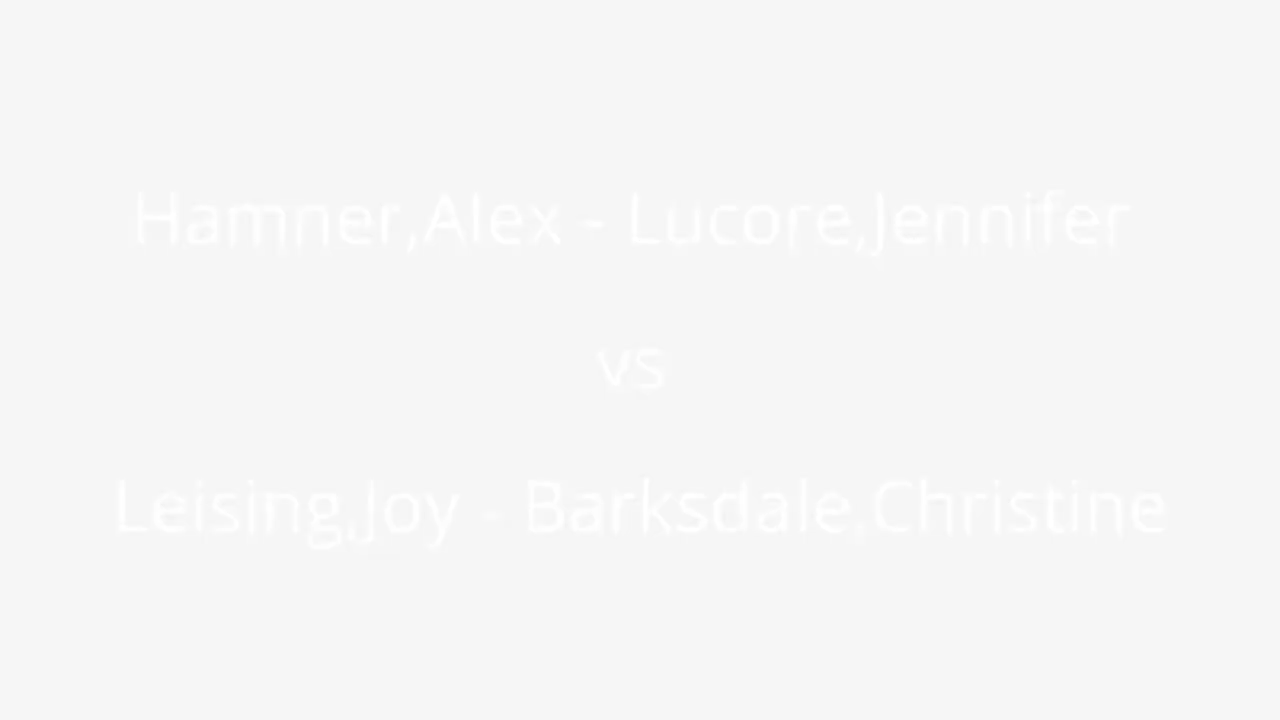 Hamner,Alex - Lucore,Jennifer
vs
Leising,Joy - Barksdale,Christine